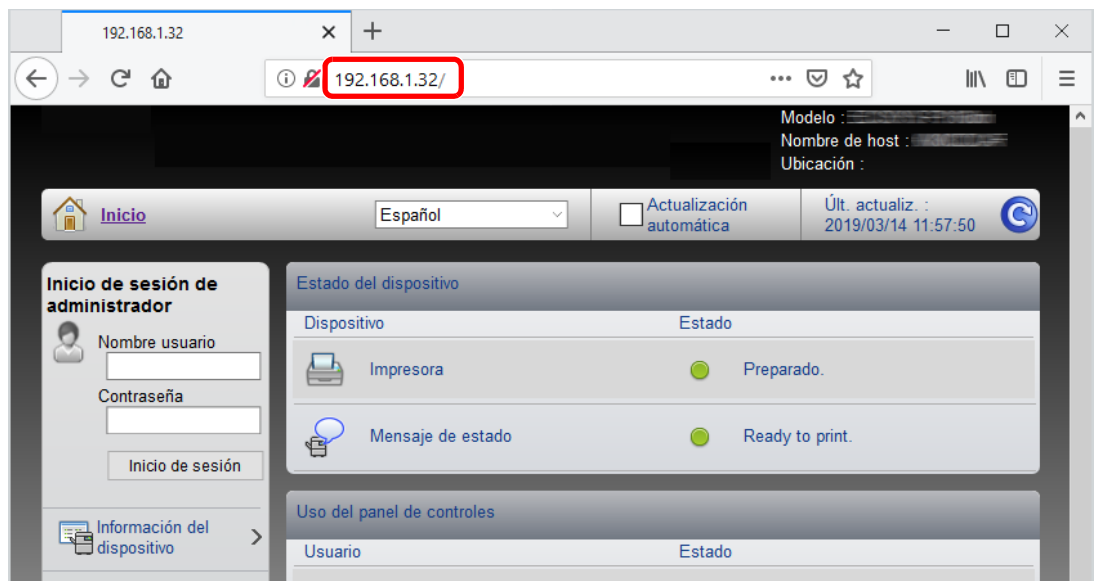 192.168.1.32
192.168.1.32/
Modelo :
Nombre de host :
Ubicación :
Inicio
Español
Actualización
automática
Últ. actualiz. :
2019/03/14 11:57:50
Inicio de sesión de
administrador
Nombre usuario
Contraseña
Inicio de sesión
Información del
dispositivo
Estado del dispositivo
Dispositivo Estado
Impresora Preparado.
Mensaje de estado Ready to print.
Uso del panel de controles
Usuario Estado